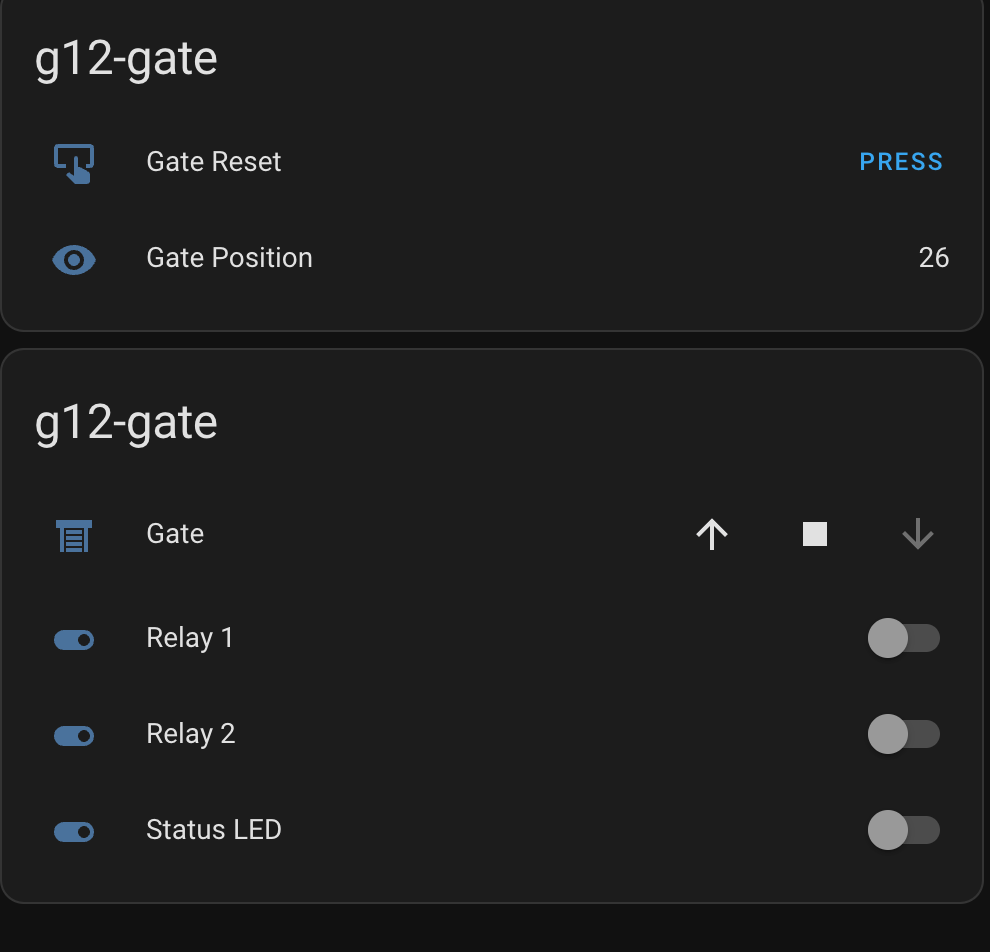 g12-gate
Gate Reset PRESS
Gate Position 26
g12-gate
Gate
Relay 1
Relay 2
Status LED